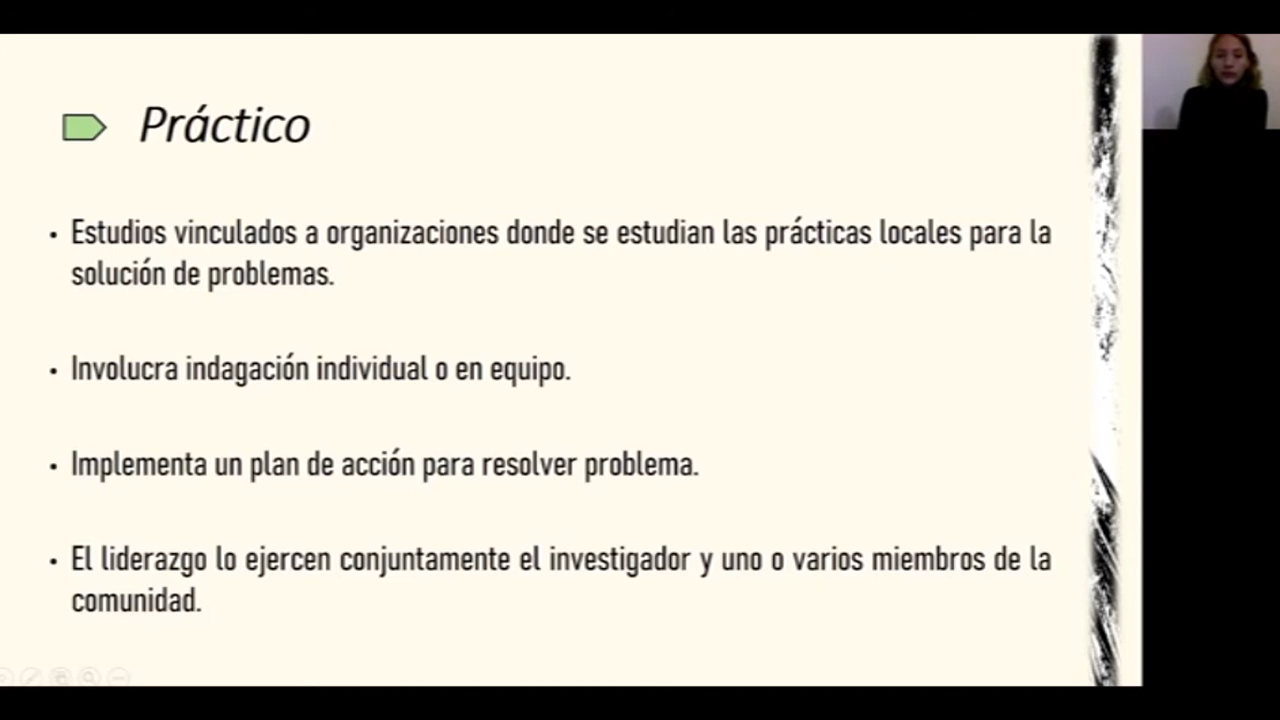 Práctico
• Estudios vinculados a organizaciones donde se estudian las prácticas locales para la
solución de problemas.
• Involucra indagación individual o en equipo.
• Implementa un plan de acción para resolver problema.
• El liderazgo lo ejercen conjuntamente el investigador y uno o varios miembros de la
comunidad.